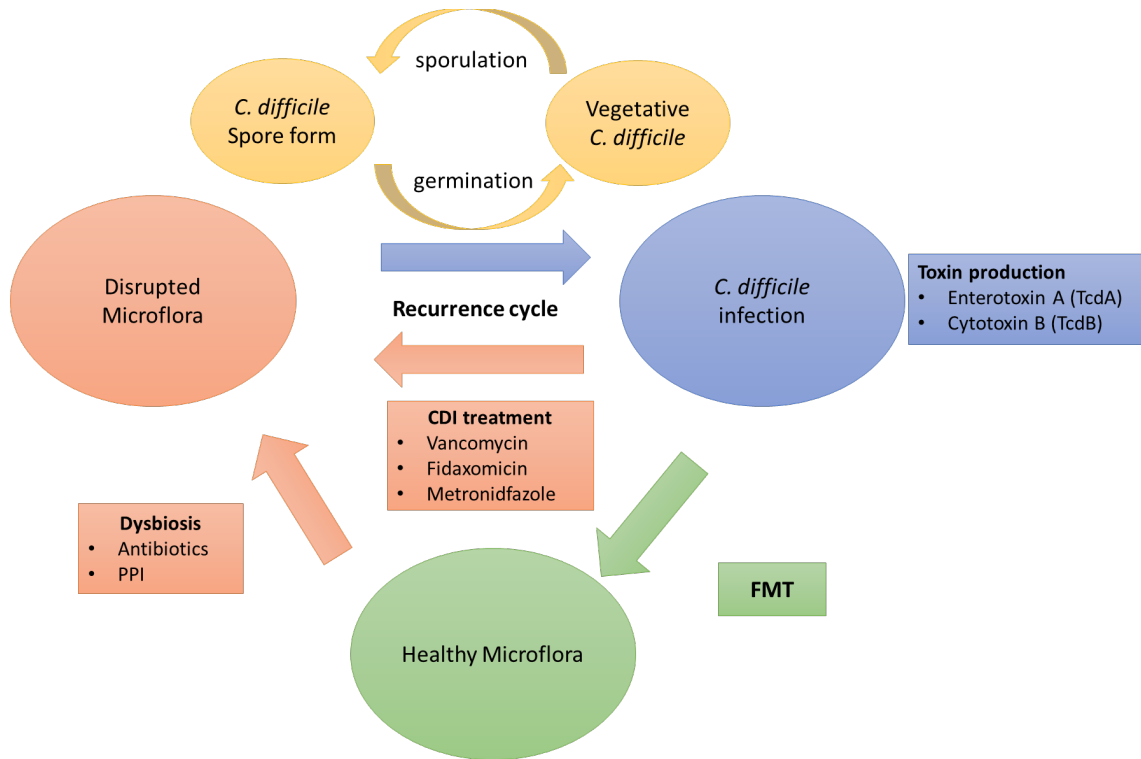 sporulation
C. difficile
Spore form
Vegetative
C. difficile
germination
Disrupted
Microflora
Recurrence cycle
C. difficile
infection
Toxin production
• Enterotoxin A (TcdA)
• Cytotoxin B (TcdB)
CDI treatment
• Vancomycin
• Fidaxomicin
• Metronidfazole
Dysbiosis
• Antibiotics
• PPI
FMT
Healthy Microflora